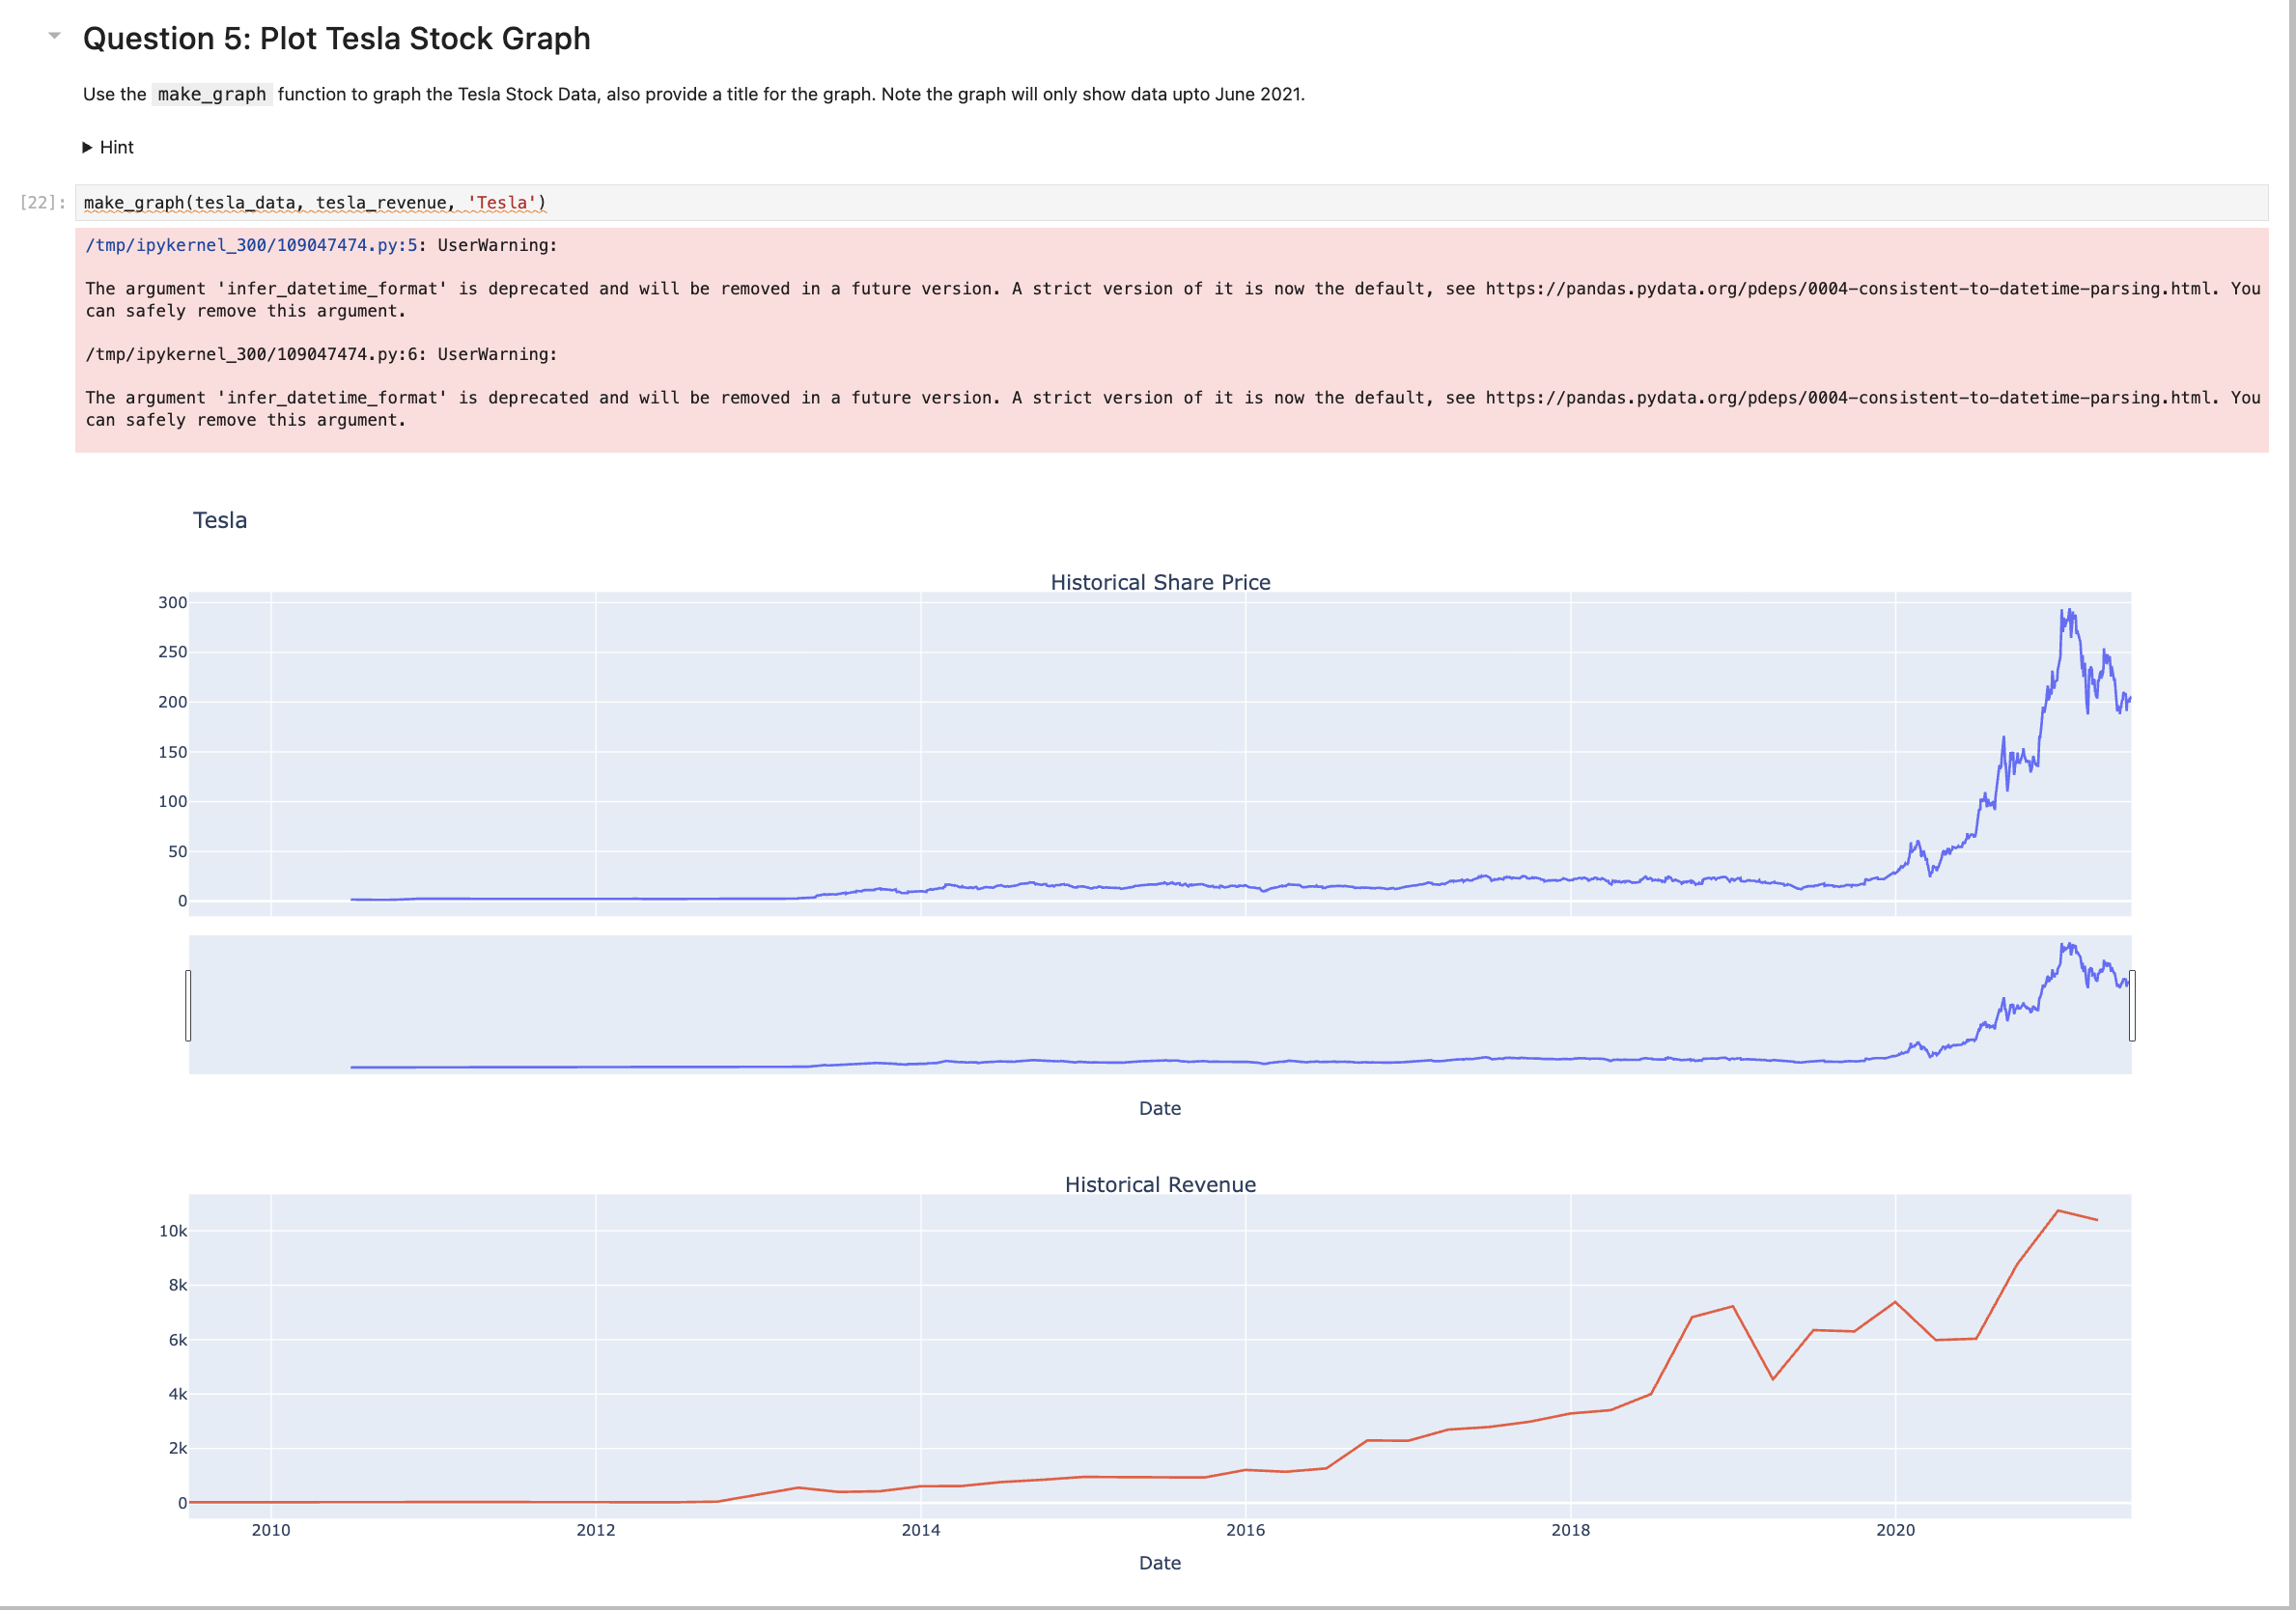 Question 5: Plot Tesla Stock Graph
Use the make_graph function to graph the Tesla Stock Data, also provide a title for the graph. Note the graph will only show data upto June 2021.
Hint
[22]: make_graph(tesla_data, tesla_revenue, 'Tesla')
/tmp/ipykernel_300/109047474.py:5: UserWarning:
The argument 'infer_datetime_format' is deprecated and will be removed in a future version. A strict version of it is now the default, see https://pandas.pydata.org/pdeps/0004-consistent-to-datetime-parsing.html. You
can safely remove this argument.
/tmp/ipykernel_300/109047474.py:6: UserWarning:
The argument 'infer_datetime_format' is deprecated and will be removed in a future version. A strict version of it is now the default, see https://pandas.pydata.org/pdeps/0004-consistent-to-datetime-parsing.html. You
can safely remove this argument.
Tesla
Historical Share Price
300
250
200
150
100
50
0
Date
Historical Revenue
10k
8k
6k
4k
2k
0
2010 2012 2014 2016 2018 2020
Date